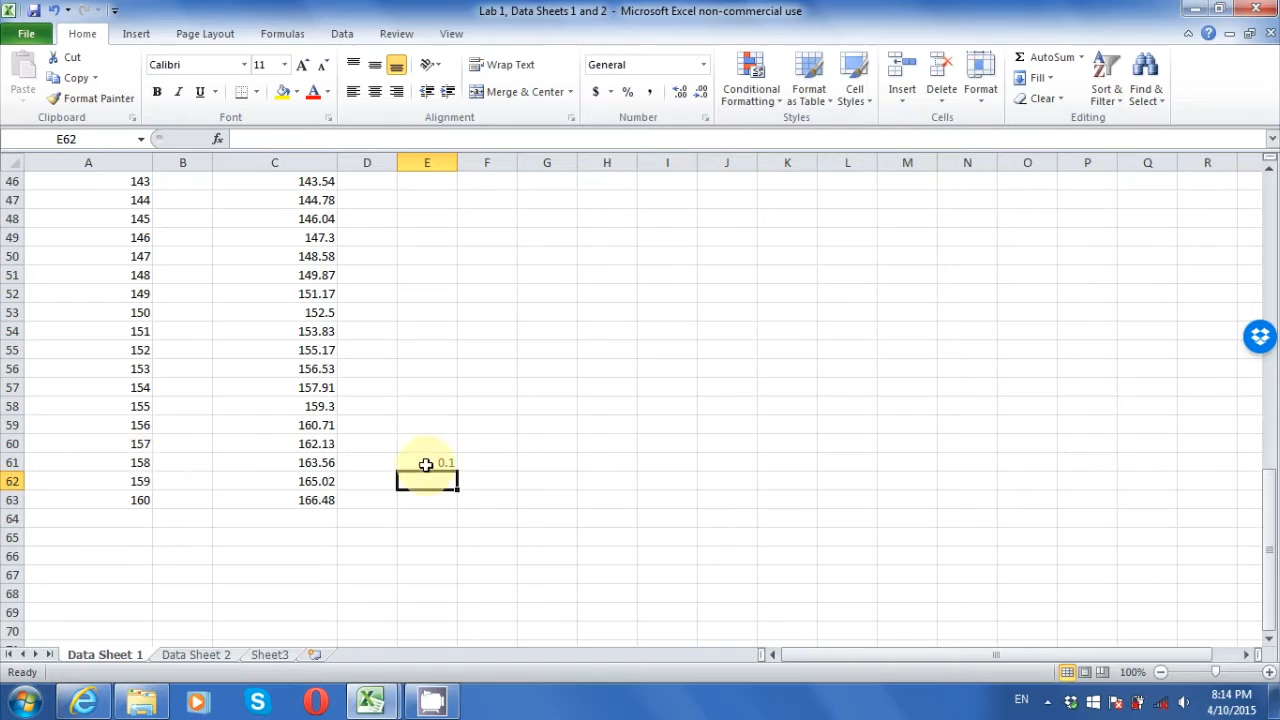 Lab 1, Data Sheets 1 and 2 - Microsoft Excel non-commercial use
File Home Insert Page Layout Formulas Data Review View
Paste
Cut
Copy
Format Painter
Clipboard
Calibri 11
B I U
Font
Wrap Text
Merge & Center
Alignment
General
$ % ,
Number
Conditional Formatting
Format as Table
Cell Styles
Styles
Insert
Delete
Format
Cells
AutoSum
Fill
Clear
Sort & Filter
Find & Select
Editing
E62 fx
A B C D E F G H I J K L M N O P Q R
46 143 143.54
47 144 144.78
48 145 146.04
49 146 147.3
50 147 148.58
51 148 149.87
52 149 151.17
53 150 152.5
54 151 153.83
55 152 155.17
56 153 156.53
57 154 157.91
58 155 159.3
59 156 160.71
60 157 162.13
61 158 163.56 0.1
62 159 165.02
63 160 166.48
64
65
66
67
68
69
70
Data Sheet 1 Data Sheet 2 Sheet3
Ready 100%
EN 8:14 PM
4/10/2015